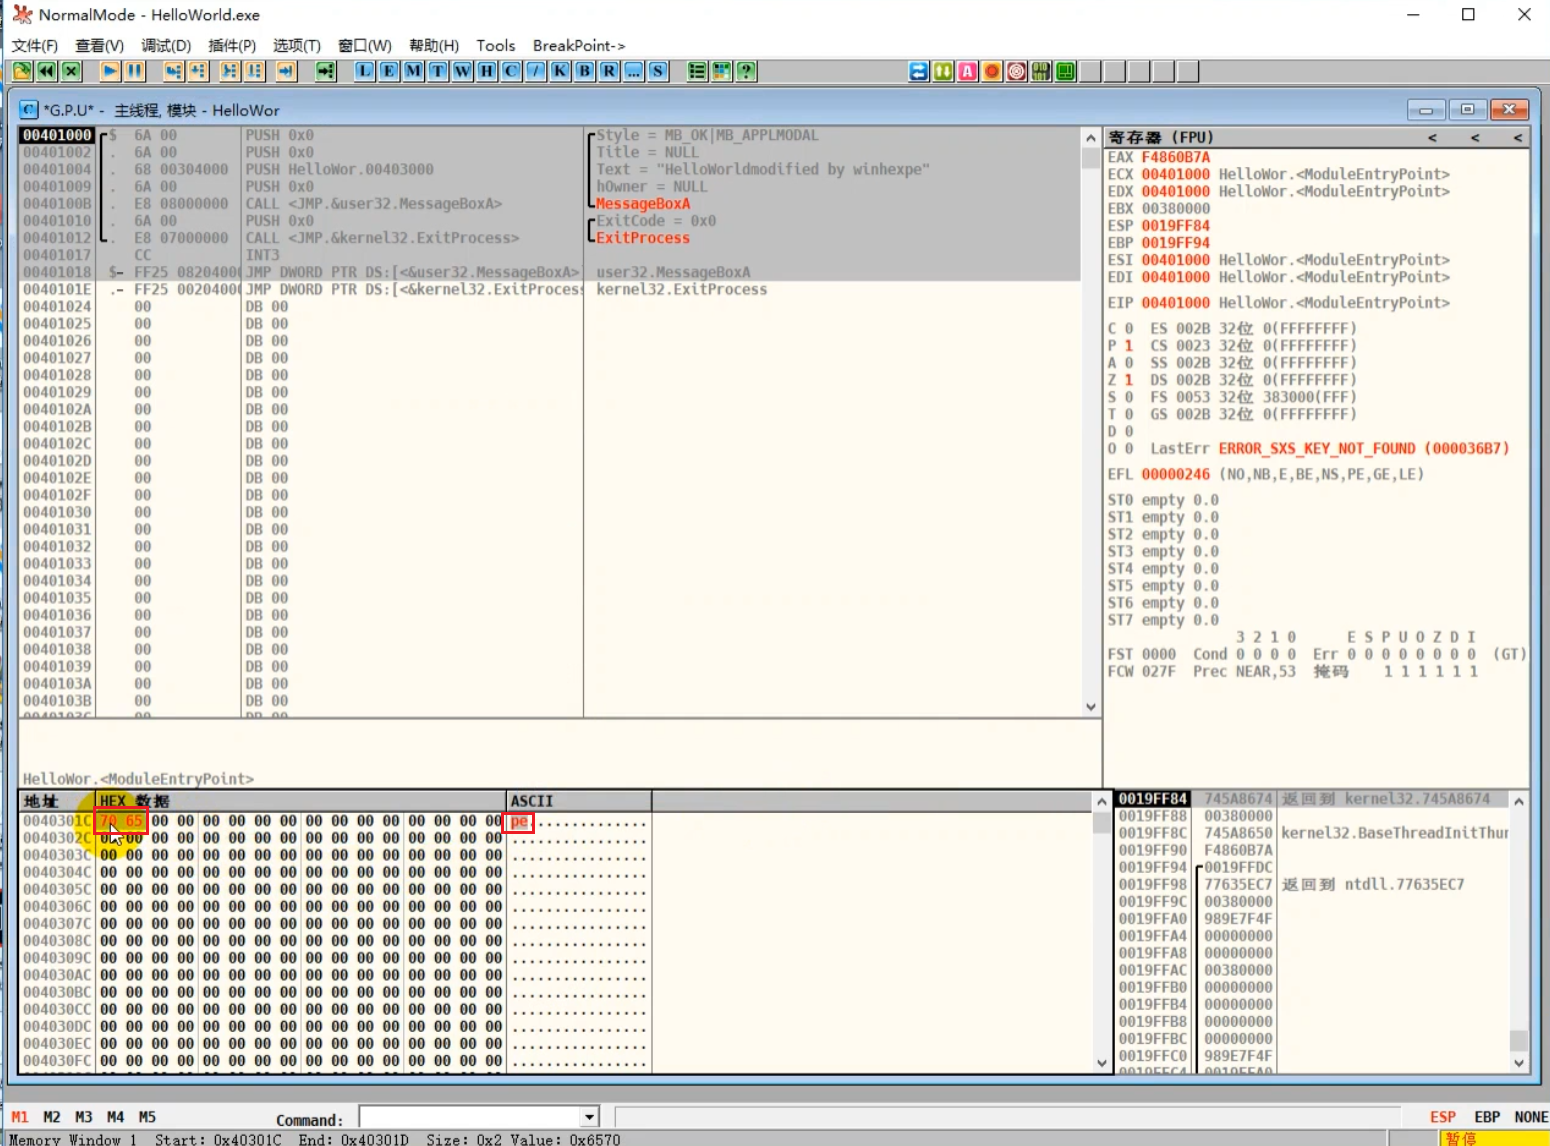 NormalMode - HelloWorld.exe
文件(F) 查看(V) 调试(D) 插件(P) 选项(T) 窗口(W) 帮助(H) Tools BreakPoint->
L E M T W H C / K B R ... S ? A
C *G.P.U* - 主线程, 模块 - HelloWor
00401000 $ 6A 00 PUSH 0x0 Style = MB_OK|MB_APPLMODAL
00401002 . 6A 00 PUSH 0x0 Title = NULL
00401004 . 68 00304000 PUSH HelloWor.00403000 Text = "HelloWorldmodified by winhexpe"
00401009 . 6A 00 PUSH 0x0 hOwner = NULL
0040100B . E8 08000000 CALL <JMP.&user32.MessageBoxA> MessageBoxA
00401010 . 6A 00 PUSH 0x0 ExitCode = 0x0
00401012 . E8 07000000 CALL <JMP.&kernel32.ExitProcess> ExitProcess
00401017 CC INT3
00401018 $- FF25 08204000 JMP DWORD PTR DS:[<&user32.MessageBoxA> user32.MessageBoxA
0040101E .- FF25 00204000 JMP DWORD PTR DS:[<&kernel32.ExitProcess kernel32.ExitProcess
00401024 00 DB 00
00401025 00 DB 00
00401026 00 DB 00
00401027 00 DB 00
00401028 00 DB 00
00401029 00 DB 00
0040102A 00 DB 00
0040102B 00 DB 00
0040102C 00 DB 00
0040102D 00 DB 00
0040102E 00 DB 00
0040102F 00 DB 00
00401030 00 DB 00
00401031 00 DB 00
00401032 00 DB 00
00401033 00 DB 00
00401034 00 DB 00
00401035 00 DB 00
00401036 00 DB 00
00401037 00 DB 00
00401038 00 DB 00
00401039 00 DB 00
0040103A 00 DB 00
0040103B 00 DB 00
0040103C 00 DB 00
HelloWor.<ModuleEntryPoint>
寄存器 (FPU) < < <
EAX F4860B7A
ECX 00401000 HelloWor.<ModuleEntryPoint>
EDX 00401000 HelloWor.<ModuleEntryPoint>
EBX 00380000
ESP 0019FF84
EBP 0019FF94
ESI 00401000 HelloWor.<ModuleEntryPoint>
EDI 00401000 HelloWor.<ModuleEntryPoint>
EIP 00401000 HelloWor.<ModuleEntryPoint>
C 0 ES 002B 32位 0(FFFFFFFF)
P 1 CS 0023 32位 0(FFFFFFFF)
A 0 SS 002B 32位 0(FFFFFFFF)
Z 1 DS 002B 32位 0(FFFFFFFF)
S 0 FS 0053 32位 383000(FFF)
T 0 GS 002B 32位 0(FFFFFFFF)
D 0
O 0 LastErr ERROR_SXS_KEY_NOT_FOUND (000036B7)
EFL 00000246 (NO,NB,E,BE,NS,PE,GE,LE)
ST0 empty 0.0
ST1 empty 0.0
ST2 empty 0.0
ST3 empty 0.0
ST4 empty 0.0
ST5 empty 0.0
ST6 empty 0.0
ST7 empty 0.0
3 2 1 0 E S P U O Z D I
FST 0000 Cond 0 0 0 0 Err 0 0 0 0 0 0 0 0 (GT)
FCW 027F Prec NEAR,53 掩码 1 1 1 1 1 1
地址 HEX 数据 ASCII
0040301C 70 65 00 00 00 00 00 00 00 00 00 00 00 00 00 00 pe..............
0040302C 00 00 00 00 00 00 00 00 00 00 00 00 00 00 00 00 ................
0040303C 00 00 00 00 00 00 00 00 00 00 00 00 00 00 00 00 ................
0040304C 00 00 00 00 00 00 00 00 00 00 00 00 00 00 00 00 ................
0040305C 00 00 00 00 00 00 00 00 00 00 00 00 00 00 00 00 ................
0040306C 00 00 00 00 00 00 00 00 00 00 00 00 00 00 00 00 ................
0040307C 00 00 00 00 00 00 00 00 00 00 00 00 00 00 00 00 ................
0040308C 00 00 00 00 00 00 00 00 00 00 00 00 00 00 00 00 ................
0040309C 00 00 00 00 00 00 00 00 00 00 00 00 00 00 00 00 ................
004030AC 00 00 00 00 00 00 00 00 00 00 00 00 00 00 00 00 ................
004030BC 00 00 00 00 00 00 00 00 00 00 00 00 00 00 00 00 ................
004030CC 00 00 00 00 00 00 00 00 00 00 00 00 00 00 00 00 ................
004030DC 00 00 00 00 00 00 00 00 00 00 00 00 00 00 00 00 ................
004030EC 00 00 00 00 00 00 00 00 00 00 00 00 00 00 00 00 ................
004030FC 00 00 00 00 00 00 00 00 00 00 00 00 00 00 00 00 ................
0019FF84 745A8674 返回到 kernel32.745A8674
0019FF88 00380000
0019FF8C 745A8650 kernel32.BaseThreadInitThun
0019FF90 F4860B7A
0019FF94 0019FFDC
0019FF98 77635EC7 返回到 ntdll.77635EC7
0019FF9C 00380000
0019FFA0 989E7F4F
0019FFA4 00000000
0019FFA8 00000000
0019FFAC 00380000
0019FFB0 00000000
0019FFB4 00000000
0019FFB8 00000000
0019FFBC 00000000
0019FFC0 989E7F4F
0019FFC4 0019FFA0
M1 M2 M3 M4 M5 Command: ESP EBP NONE
Memory Window 1 Start: 0x40301C End: 0x40301D Size: 0x2 Value: 0x6570 暂停